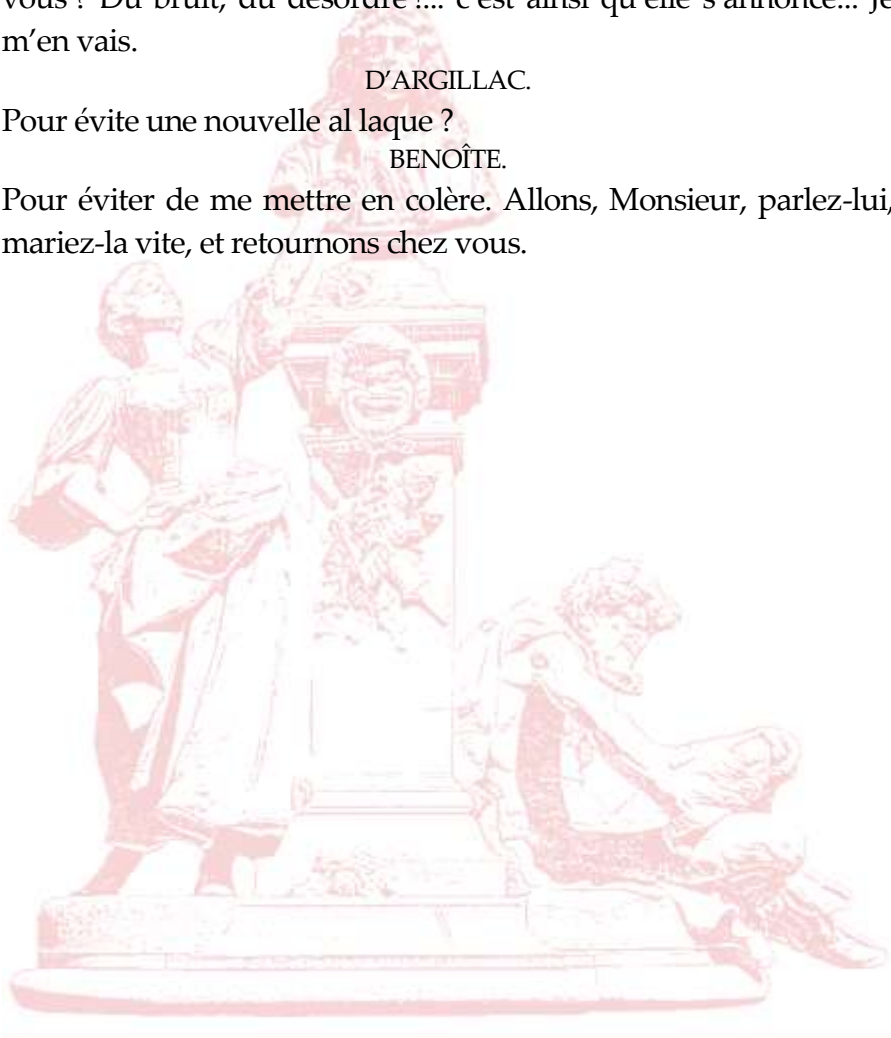 vous ? Du bruit, du désordre !... c'est ainsi qu'elle s'annonce... je
m'en vais.
D'ARGILLAC.
Pour évite une nouvelle al laque ?
BENOÎTE.
Pour éviter de me mettre en colère. Allons, Monsieur, parlez-lui,
mariez-la vite, et retournons chez vous.